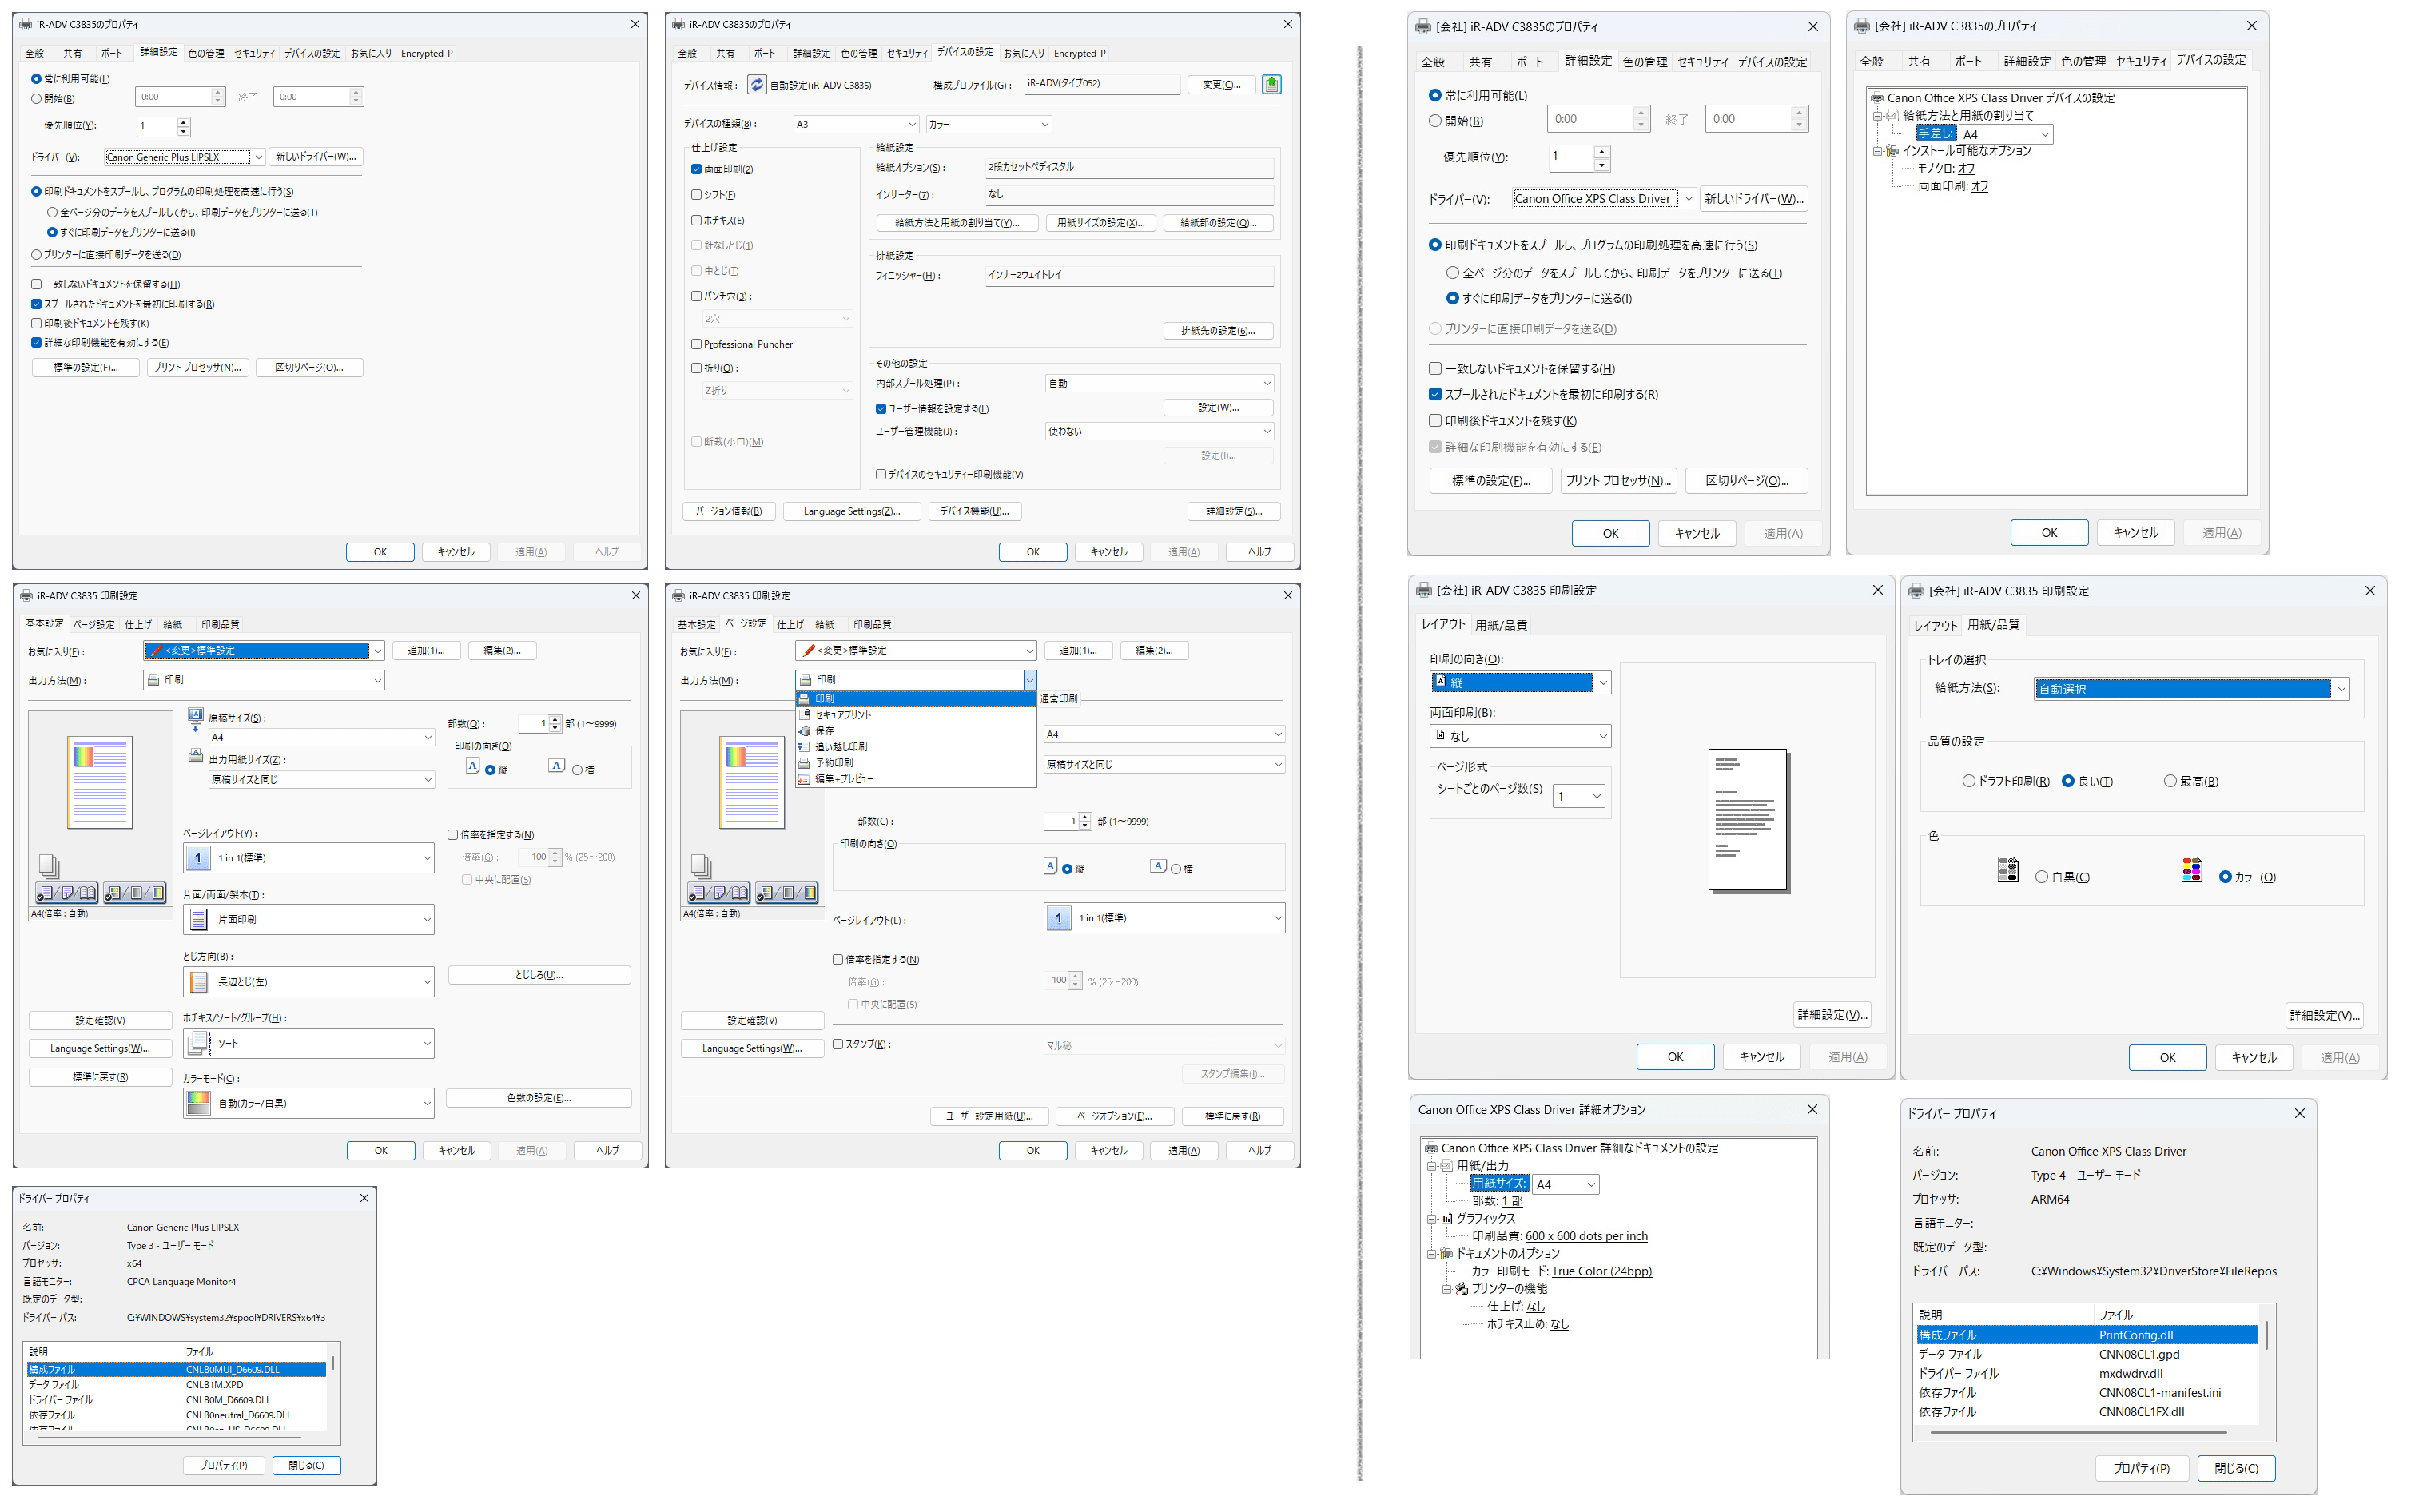 iR-ADV C3835のプロパティ
全般 共有 ポート 詳細設定 色の管理 セキュリティ デバイスの設定 お気に入り Encrypted-P
常に利用可能(L)
開始(B) 0:00 終了 0:00
優先順位(Y): 1
ドライバー(V): Canon Generic Plus LIPSLX 新しいドライバー(W)...
印刷ドキュメントをスプールし、プログラムの印刷処理を高速に行う(S)
全ページ分のデータをスプールしてから、印刷データをプリンターに送る(T)
すぐに印刷データをプリンターに送る(I)
プリンターに直接印刷データを送る(D)
一致しないドキュメントを保留する(H)
スプールされたドキュメントを最初に印刷する(R)
印刷後ドキュメントを残す(K)
詳細な印刷機能を有効にする(E)
標準の設定(F)... プリント プロセッサ(N)... 区切りページ(O)...
OK キャンセル 適用(A) ヘルプ
iR-ADV C3835のプロパティ
全般 共有 ポート 詳細設定 色の管理 セキュリティ デバイスの設定 お気に入り Encrypted-P
デバイス情報： 自動設定(iR-ADV C3835) 構成プロファイル(G)： iR-ADV(タイプ052) 変更(C)...
デバイスの種類(B)： A3 カラー
仕上げ設定
両面印刷(2)
シフト(F)
ホチキス(E)
針なしとじ(1)
中とじ(T)
パンチ穴(3)：
2穴
Professional Puncher
折り(O)：
Z折り
断裁(小口)(M)
給紙設定
給紙オプション(S)： 2段カセットペディスタル
インサーター(7)： なし
給紙方法と用紙の割り当て(Y)... 用紙サイズの設定(X)... 給紙部の設定(Q)...
排紙設定
フィニッシャー(H)： インナー2ウェイトレイ
排紙先の設定(6)...
その他の設定
内部スプール処理(P)： 自動
ユーザー情報を設定する(L) 設定(W)...
ユーザー管理機能(J)： 使わない
設定(I)...
デバイスのセキュリティー印刷機能(V)
バージョン情報(B) Language Settings(Z)... デバイス機能(U)... 詳細設定(5)...
OK キャンセル 適用(A) ヘルプ
iR-ADV C3835 印刷設定
基本設定 ページ設定 仕上げ 給紙 印刷品質
お気に入り(F)： <変更>標準設定 追加(1)... 編集(2)...
出力方法(M)： 印刷
原稿サイズ(S)：
A4
出力用紙サイズ(Z)：
原稿サイズと同じ
部数(Q)： 1 部 (1～9999)
印刷の向き(O)
A 縦 A 横
ページレイアウト(Y)：
1 1 in 1(標準)
倍率を指定する(N)
倍率(G)： 100 % (25～200)
中央に配置(5)
A4(倍率：自動)
片面/両面/製本(T)：
片面印刷
とじ方向(B)：
長辺とじ(左)
とじしろ(U)...
ホチキス/ソート/グループ(H)：
ソート
カラーモード(C)：
自動(カラー/白黒)
色数の設定(E)...
設定確認(V)
Language Settings(W)...
標準に戻す(R)
OK キャンセル 適用(A) ヘルプ
iR-ADV C3835 印刷設定
基本設定 ページ設定 仕上げ 給紙 印刷品質
お気に入り(F)： <変更>標準設定 追加(1)... 編集(2)...
出力方法(M)： 印刷
印刷
セキュアプリント
保存
追い越し印刷
予約印刷
編集+プレビュー
通常印刷
A4
原稿サイズと同じ
部数(C)： 1 部 (1～9999)
印刷の向き(O)
A 縦 A 横
ページレイアウト(L)：
1 1 in 1(標準)
倍率を指定する(N)
倍率(G)： 100 % (25～200)
中央に配置(5)
A4(倍率：自動)
スタンプ(K)： マル秘
スタンプ編集(I)...
設定確認(V)
Language Settings(W)...
ユーザー設定用紙(U)... ページオプション(E)... 標準に戻す(R)
OK キャンセル 適用(A) ヘルプ
ドライバー プロパティ
名前: Canon Generic Plus LIPSLX
バージョン: Type 3 - ユーザー モード
プロセッサ: x64
言語モニター: CPCA Language Monitor4
既定のデータ型:
ドライバー パス: C:¥WINDOWS¥system32¥spool¥DRIVERS¥x64¥3
説明 ファイル
構成ファイル CNLB0MUI_D6609.DLL
データ ファイル CNLB1M.XPD
ドライバー ファイル CNLB0M_D6609.DLL
依存ファイル CNLB0neutral_D6609.DLL
依存ファイル CNLB0en_US_D6609.DLL
プロパティ(P) 閉じる(C)
[会社] iR-ADV C3835のプロパティ
全般 共有 ポート 詳細設定 色の管理 セキュリティ デバイスの設定
常に利用可能(L)
開始(B) 0:00 終了 0:00
優先順位(Y): 1
ドライバー(V): Canon Office XPS Class Driver 新しいドライバー(W)...
印刷ドキュメントをスプールし、プログラムの印刷処理を高速に行う(S)
全ページ分のデータをスプールしてから、印刷データをプリンターに送る(T)
すぐに印刷データをプリンターに送る(I)
プリンターに直接印刷データを送る(D)
一致しないドキュメントを保留する(H)
スプールされたドキュメントを最初に印刷する(R)
印刷後ドキュメントを残す(K)
詳細な印刷機能を有効にする(E)
標準の設定(F)... プリント プロセッサ(N)... 区切りページ(O)...
OK キャンセル 適用(A)
[会社] iR-ADV C3835のプロパティ
全般 共有 ポート 詳細設定 色の管理 セキュリティ デバイスの設定
Canon Office XPS Class Driver デバイスの設定
給紙方法と用紙の割り当て
手差し: A4
インストール可能なオプション
モノクロ: オフ
両面印刷: オフ
OK キャンセル 適用(A)
[会社] iR-ADV C3835 印刷設定
レイアウト 用紙/品質
印刷の向き(O):
縦
両面印刷(B):
なし
ページ形式
シートごとのページ数(S) 1
詳細設定(V)...
OK キャンセル 適用(A)
[会社] iR-ADV C3835 印刷設定
レイアウト 用紙/品質
トレイの選択
給紙方法(S): 自動選択
品質の設定
ドラフト印刷(R) 良い(T) 最高(B)
色
白黒(C) カラー(O)
詳細設定(V)...
OK キャンセル 適用(A)
Canon Office XPS Class Driver 詳細オプション
Canon Office XPS Class Driver 詳細なドキュメントの設定
用紙/出力
用紙サイズ: A4
部数: 1 部
グラフィックス
印刷品質: 600 x 600 dots per inch
ドキュメントのオプション
カラー印刷モード: True Color (24bpp)
プリンターの機能
仕上げ: なし
ホチキス止め: なし
ドライバー プロパティ
名前: Canon Office XPS Class Driver
バージョン: Type 4 - ユーザー モード
プロセッサ: ARM64
言語モニター:
既定のデータ型:
ドライバー パス: C:¥Windows¥System32¥DriverStore¥FileRepos
説明 ファイル
構成ファイル PrintConfig.dll
データ ファイル CNN08CL1.gpd
ドライバー ファイル mxdwdrv.dll
依存ファイル CNN08CL1-manifest.ini
依存ファイル CNN08CL1FX.dll
プロパティ(P) 閉じる(C)